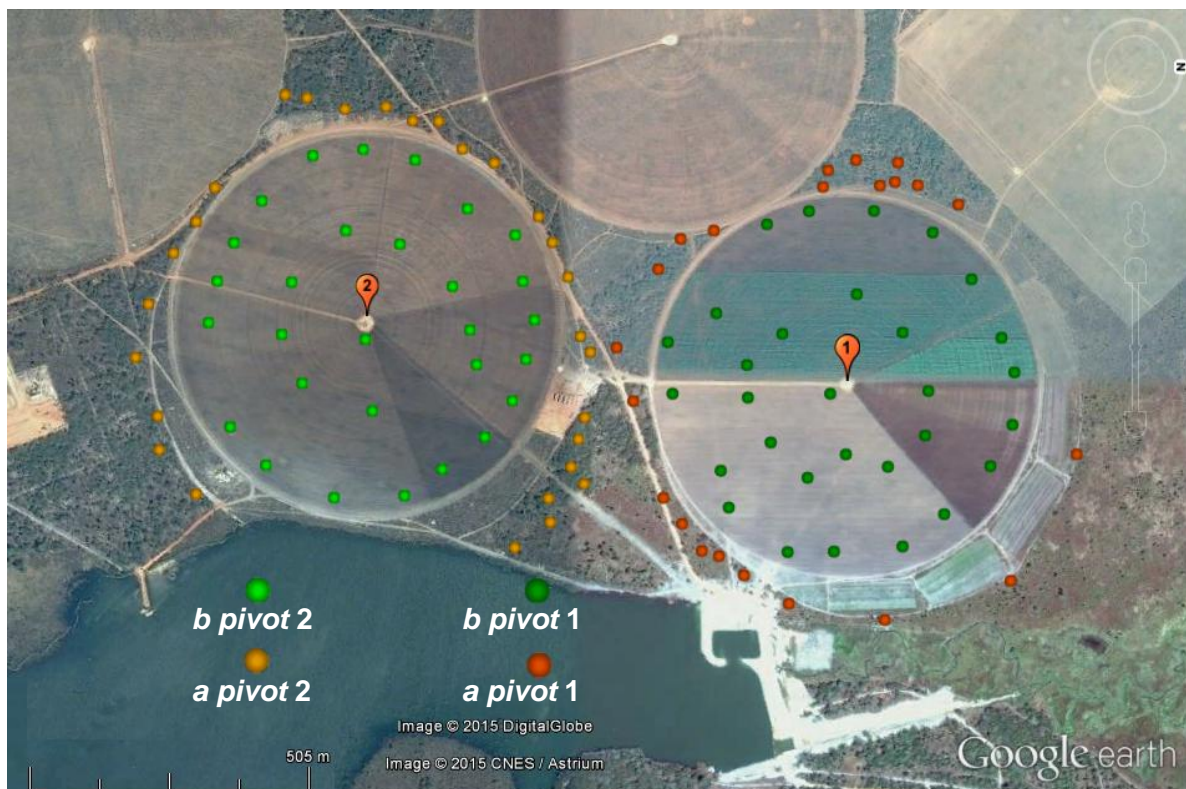 N
2
1
b pivot 2
b pivot 1
a pivot 2
a pivot 1
Image © 2015 DigitalGlobe
505 m
Image © 2015 CNES / Astrium
Google earth